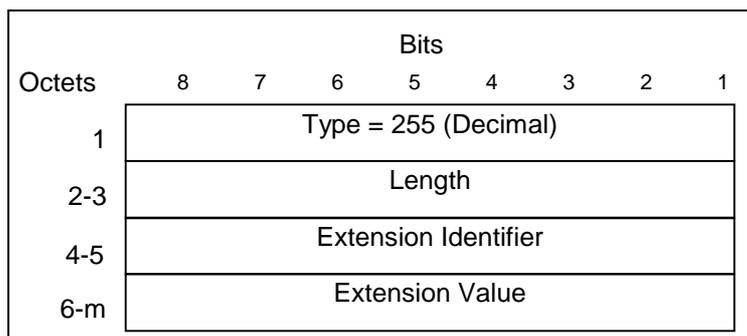 Bits
Octets 8 7 6 5 4 3 2 1
1 Type = 255 (Decimal)
2-3 Length
4-5 Extension Identifier
6-m Extension Value